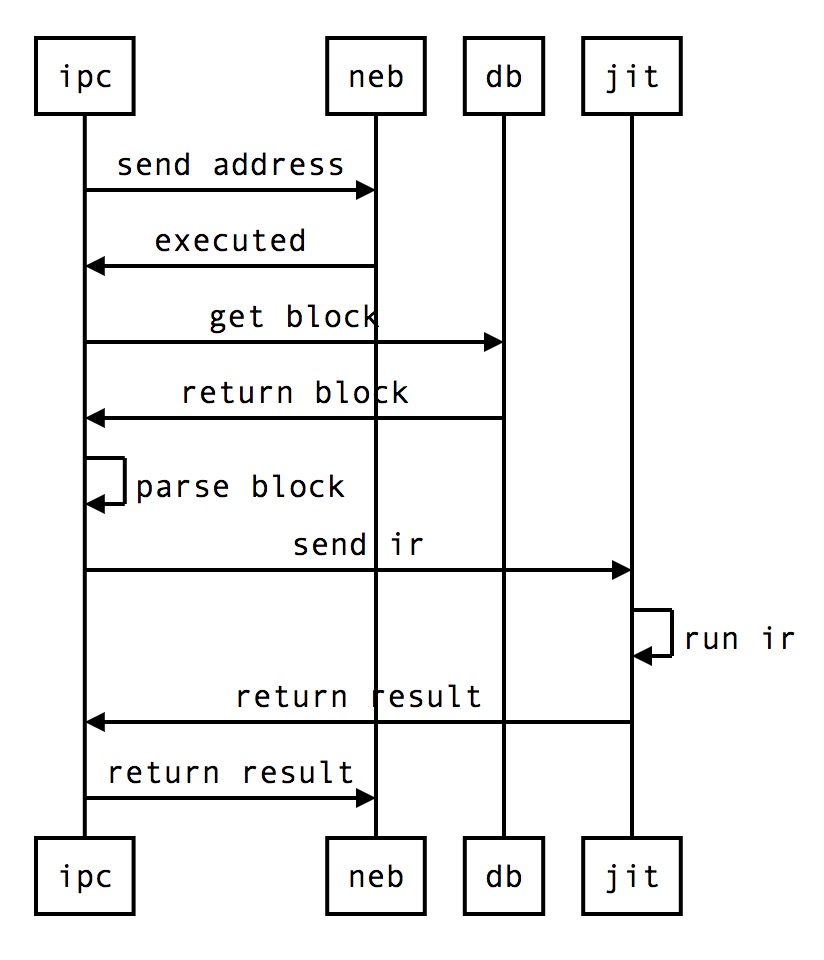 ipc neb db jit
send address
executed
get block
return block
parse block
send ir
run ir
return result
return result
ipc neb db jit